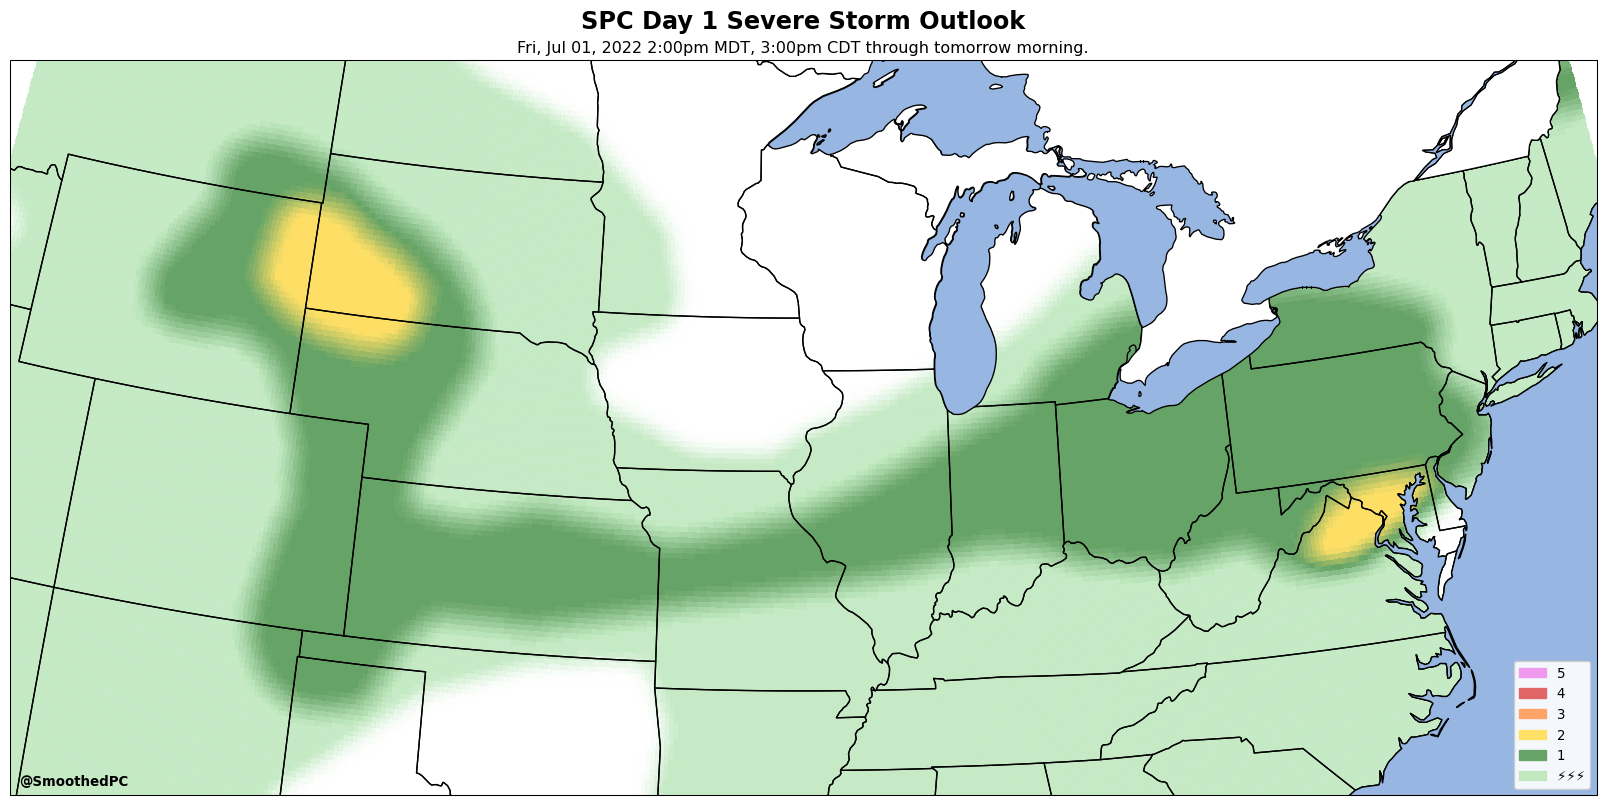 SPC Day 1 Severe Storm Outlook
Fri, Jul 01, 2022 2:00pm MDT, 3:00pm CDT through tomorrow morning.
5
4
3
2
1
⚡⚡⚡
@SmoothedPC